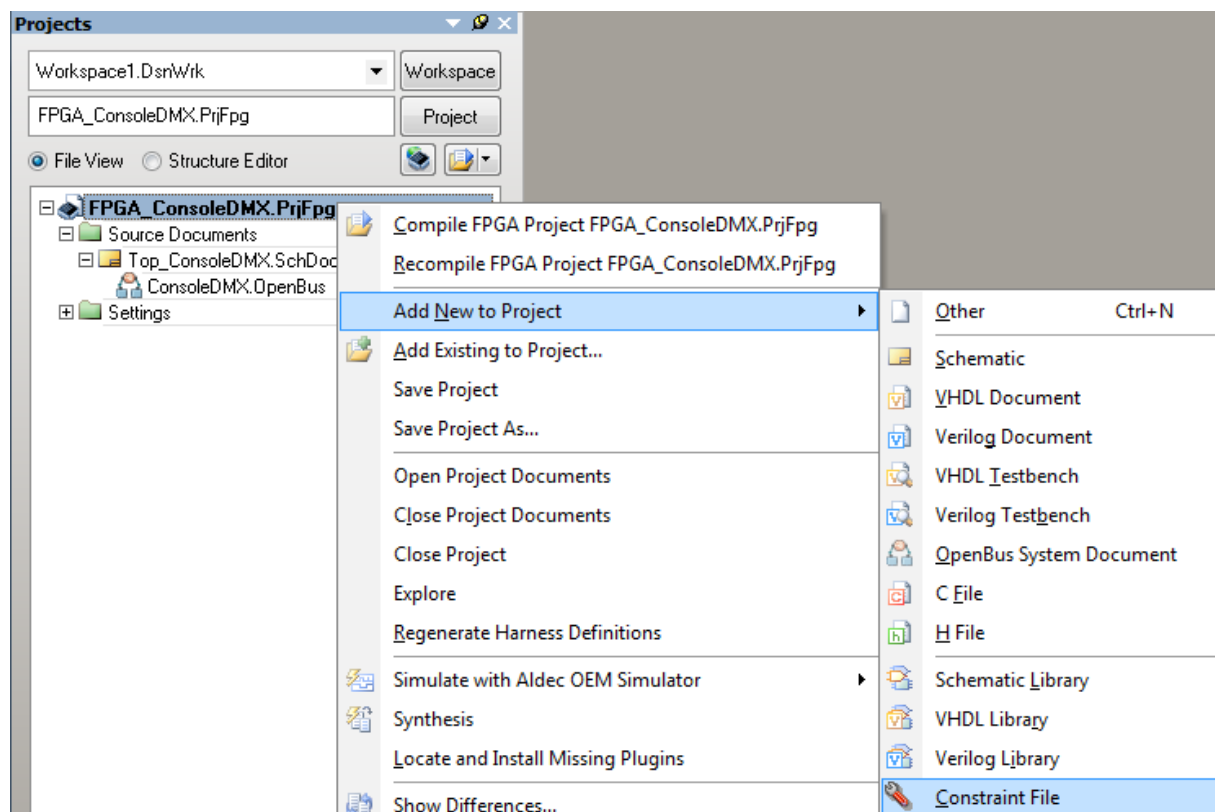 Projects
Workspace1.DsnWrk
Workspace
FPGA_ConsoleDMX.PrjFpg
Project
File View
Structure Editor
FPGA_ConsoleDMX.PrjFpg
Source Documents
Top_ConsoleDMX.SchDoc
ConsoleDMX.OpenBus
Settings
Compile FPGA Project FPGA_ConsoleDMX.PrjFpg
Recompile FPGA Project FPGA_ConsoleDMX.PrjFpg
Add New to Project
Add Existing to Project...
Save Project
Save Project As...
Open Project Documents
Close Project Documents
Close Project
Explore
Regenerate Harness Definitions
Simulate with Aldec OEM Simulator
Synthesis
Locate and Install Missing Plugins
Show Differences...
Other Ctrl+N
Schematic
VHDL Document
Verilog Document
VHDL Testbench
Verilog Testbench
OpenBus System Document
C File
H File
Schematic Library
VHDL Library
Verilog Library
Constraint File